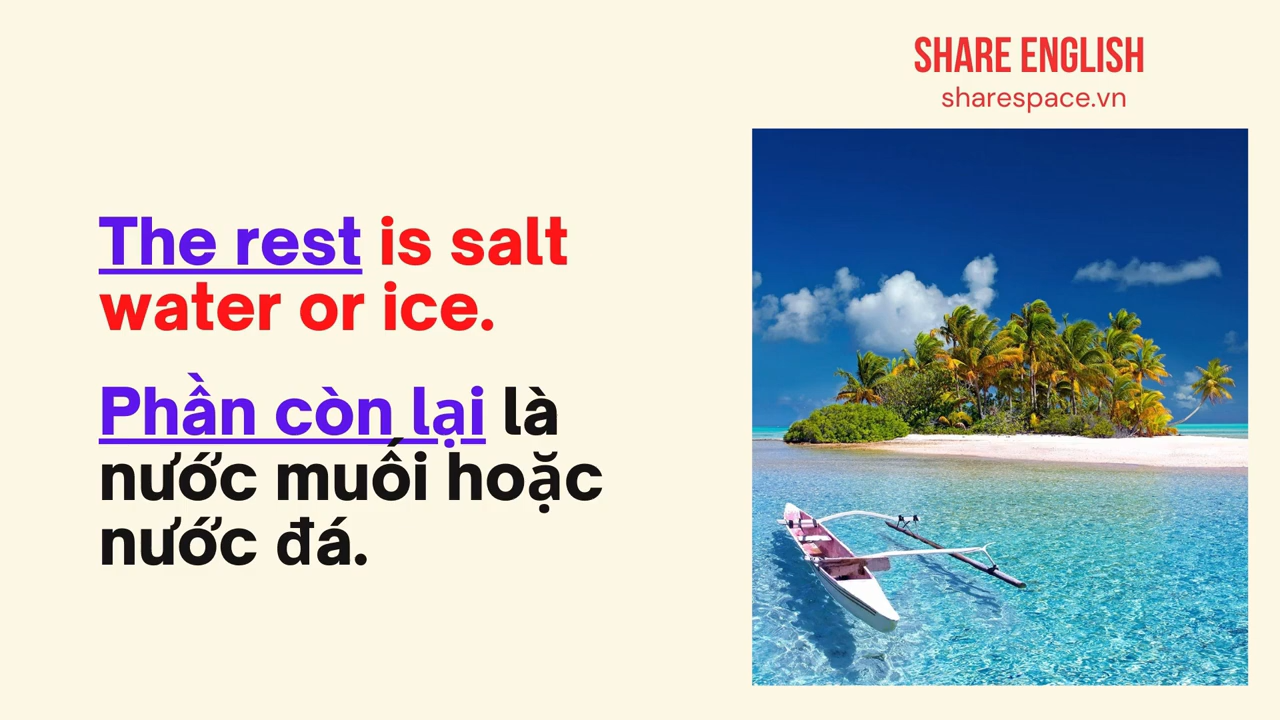 SHARE ENGLISH
sharespace.vn
The rest is salt
water or ice.
Phần còn lại là
nước muối hoặc
nước đá.